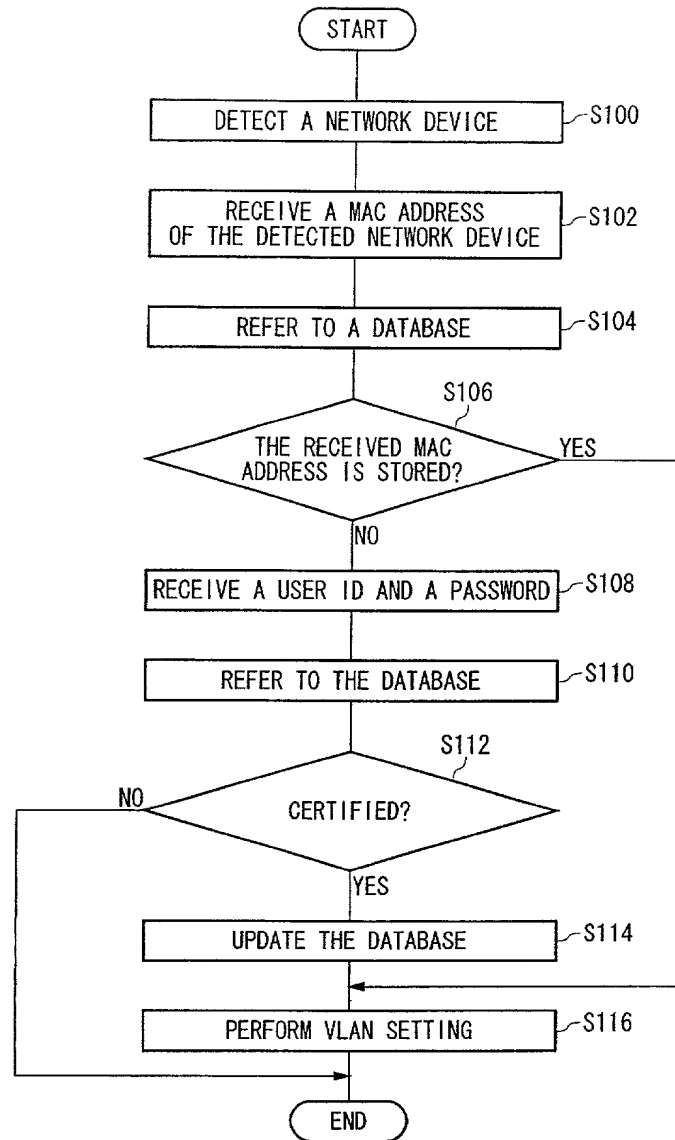 START
DETECT A NETWORK DEVICE
S100
RECEIVE A MAC ADDRESS
OF THE DETECTED NETWORK DEVICE
S102
REFER TO A DATABASE
S104
S106
THE RECEIVED MAC
ADDRESS IS STORED?
YES
NO
RECEIVE A USER ID AND A PASSWORD
S108
REFER TO THE DATABASE
S110
S112
NO
CERTIFIED?
YES
UPDATE THE DATABASE
S114
PERFORM VLAN SETTING
S116
END